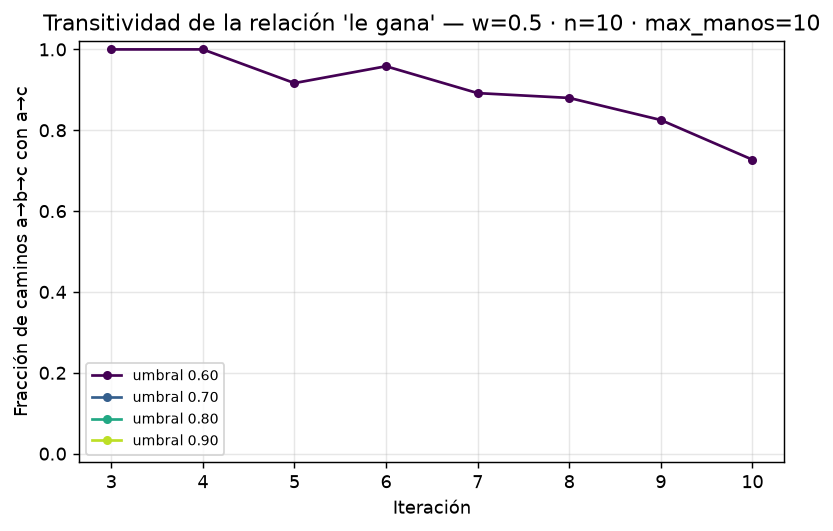 Transitividad de la relación 'le gana' — w=0.5 · n=10 · max_manos=10
Fracción de caminos a→b→c con a→c
1.0
0.8
0.6
0.4
0.2
0.0
umbral 0.60
umbral 0.70
umbral 0.80
umbral 0.90
3 4 5 6 7 8 9 10
Iteración